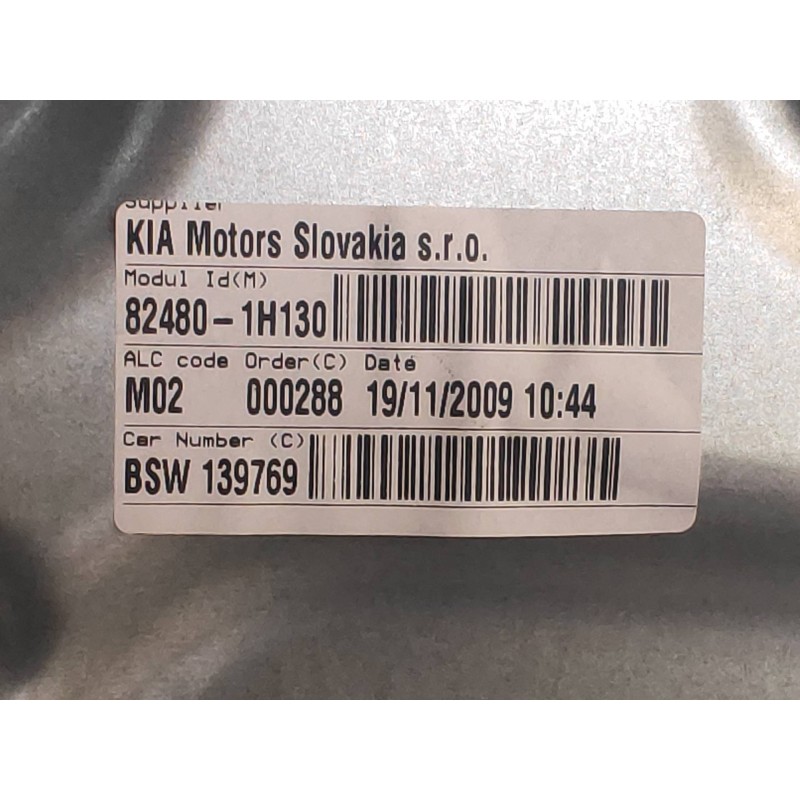 Supplier
KIA Motors Slovakia s.r.o.
Modul Id(M)
82480-1H130
ALC code Order(C) Date
M02 000288 19/11/2009 10:44
Car Number (C)
BSW 139769